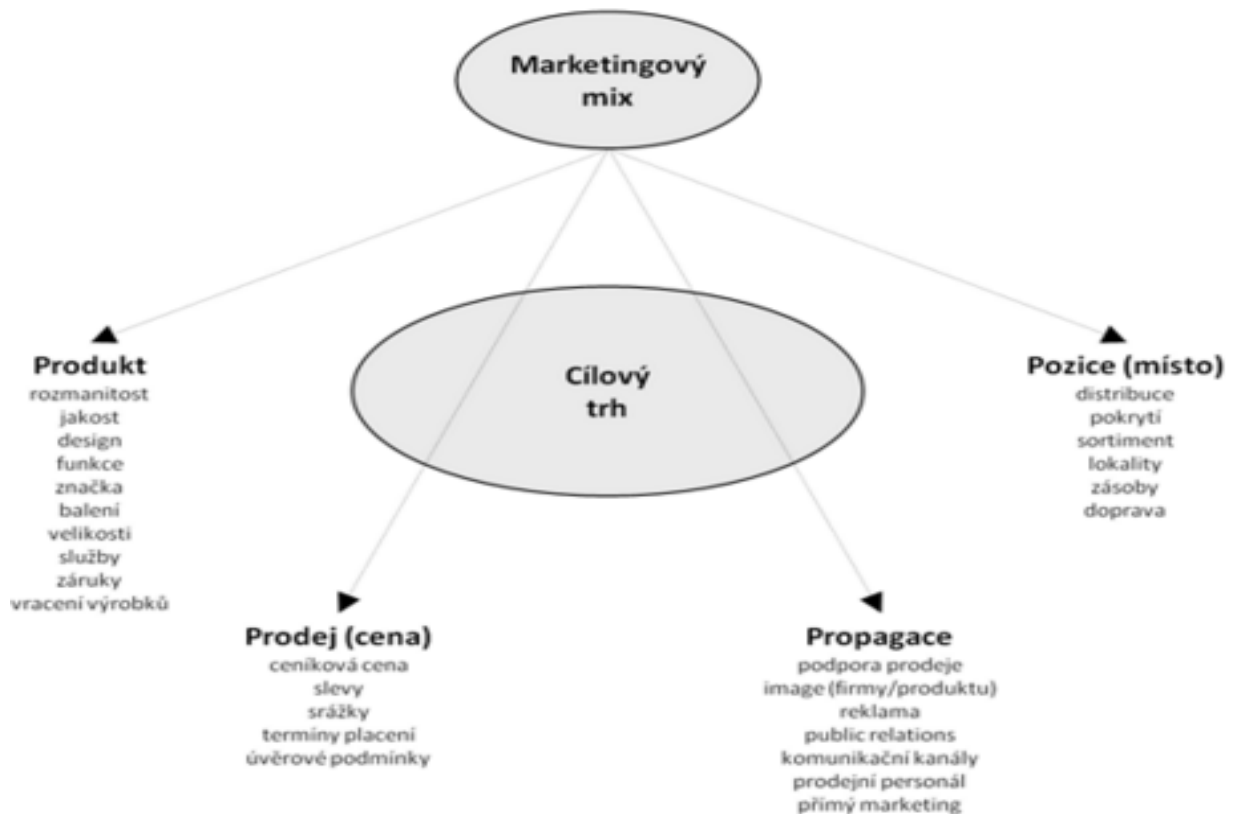 Marketingový
mix
Cílový
trh
Produkt
rozmanitost
jakost
design
funkce
značka
balení
velikosti
služby
záruky
vracení výrobků
Prodej (cena)
ceníková cena
slevy
srážky
termíny placení
úvěrové podmínky
Propagace
podpora prodeje
image (firmy/produktu)
reklama
public relations
komunikační kanály
prodejní personál
přímý marketing
Pozice (místo)
distribuce
pokrytí
sortiment
lokality
zásoby
doprava